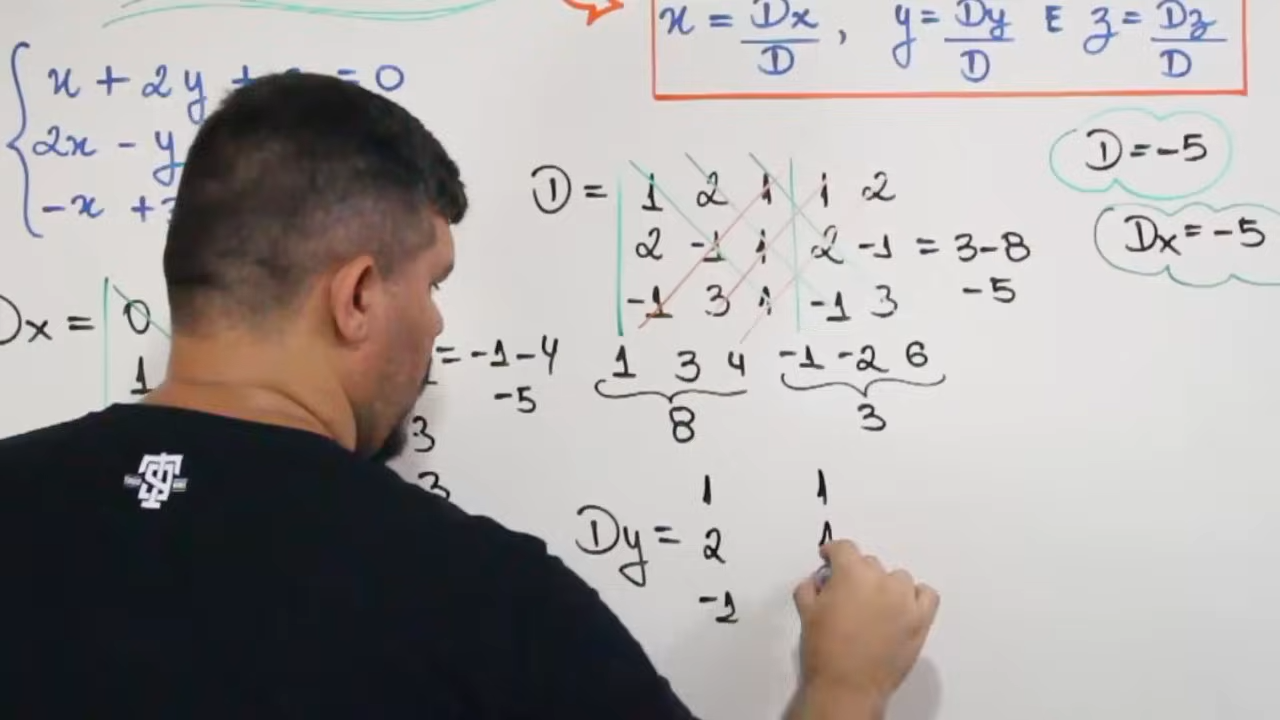 x = Dx/D , y = Dy/D E z = Dz/D
x + 2y + = 0
2x - y
-x +
D = 1 2 1 1 2
2 -1 1 2 -1 = 3-8
-1 3 1 -1 3 -5
1 3 4 -1 -2 6
8 3
D = -5
Dx = -5
Dx = 0
1 = -1-4
-5
3
3
Dy = 1 1
2 1
-1